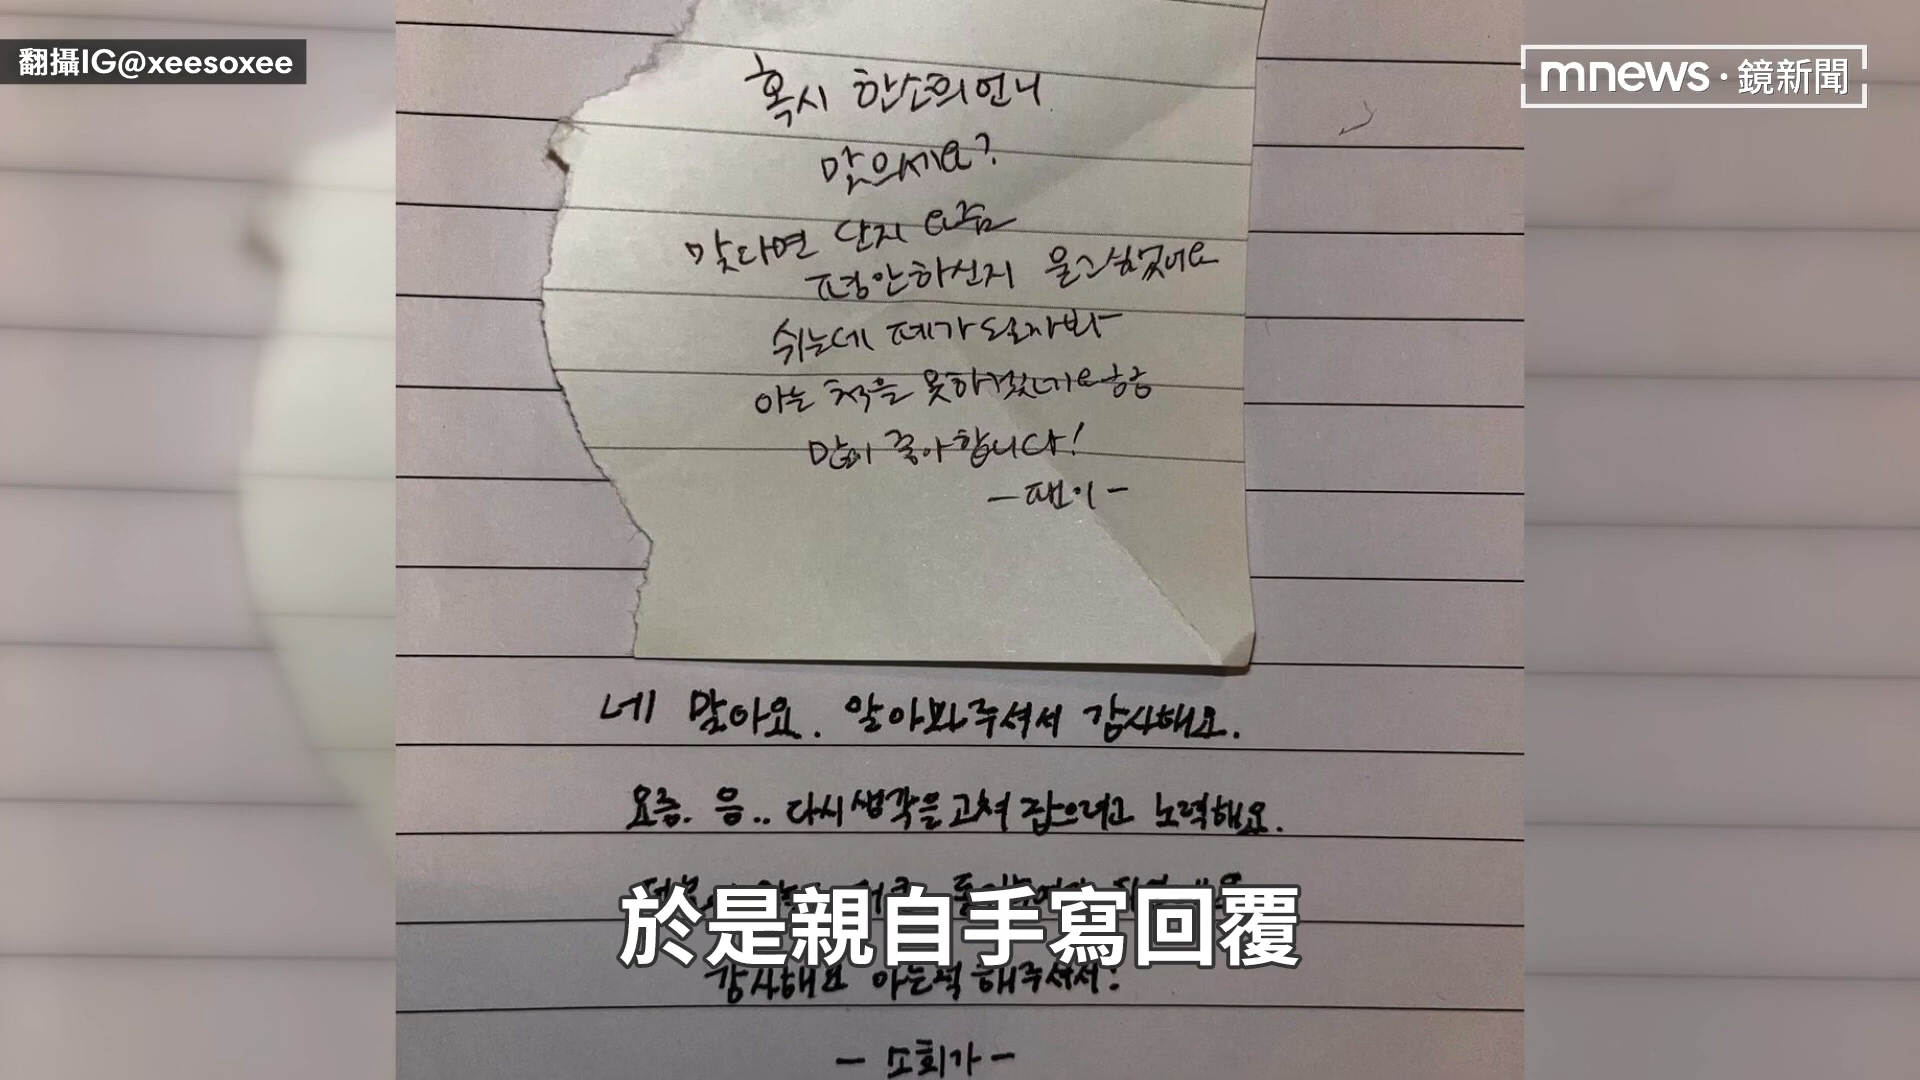 翻攝IG@xeesoxee
mnews·鏡新聞
혹시 한소희 언니
맞으세요?
맞다면 단지 요즘
평안하신지 묻고싶었어요
쉬는데 폐가 될까봐
아는 척을 못하겠네요ㅎㅎ
많이 좋아합니다!
-팬이-
네 맞아요. 알아봐주셔서 감사해요.
요즘. 음.. 다시 생각을 고쳐 잡으려고 노력해요.
於是親自手寫回覆
감사해요 아는척 해주셔서:
-소희가-